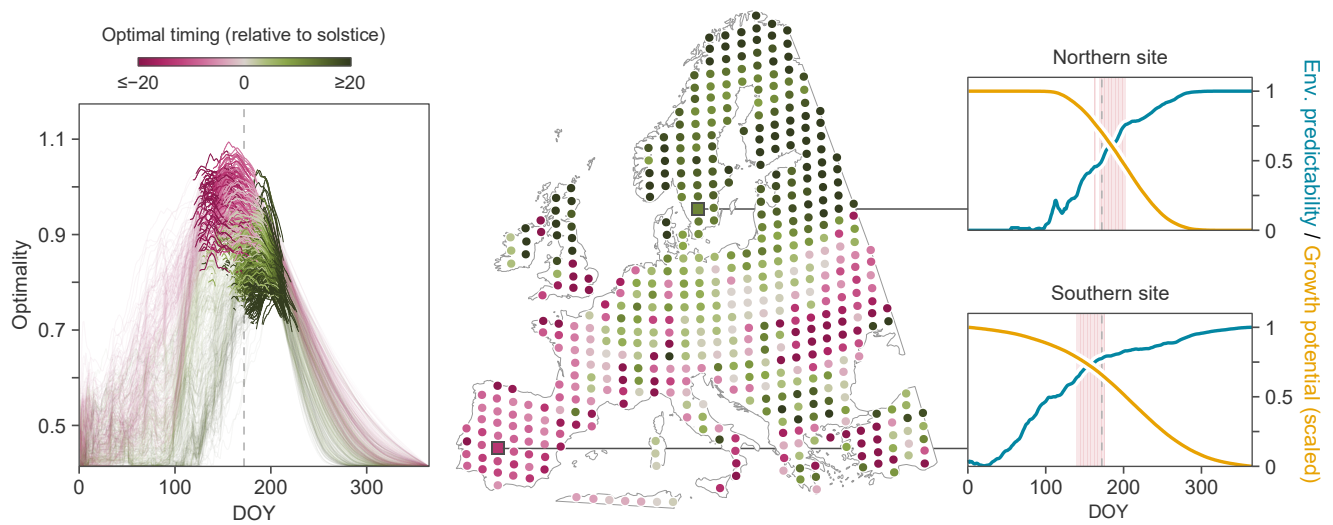 Optimal timing (relative to solstice)
≤−20 0 ≥20
Optimality
1.1
0.9
0.7
0.5
0 100 200 300
DOY
Northern site
1
0.5
0
Southern site
1
0.5
0
0 100 200 300
DOY
Env. predictability / Growth potential (scaled)